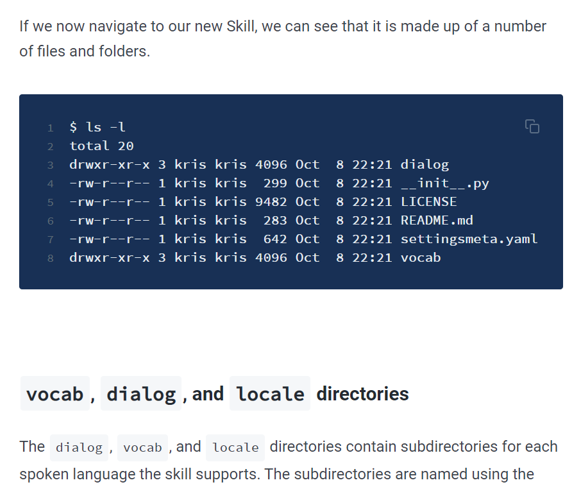 If we now navigate to our new Skill, we can see that it is made up of a number
of files and folders.
1 $ ls -l
2 total 20
3 drwxr-xr-x 3 kris kris 4096 Oct  8 22:21 dialog
4 -rw-r--r-- 1 kris kris  299 Oct  8 22:21 __init__.py
5 -rw-r--r-- 1 kris kris 9482 Oct  8 22:21 LICENSE
6 -rw-r--r-- 1 kris kris  283 Oct  8 22:21 README.md
7 -rw-r--r-- 1 kris kris  642 Oct  8 22:21 settingsmeta.yaml
8 drwxr-xr-x 3 kris kris 4096 Oct  8 22:21 vocab
vocab, dialog, and locale directories
The dialog, vocab, and locale directories contain subdirectories for each
spoken language the skill supports. The subdirectories are named using the